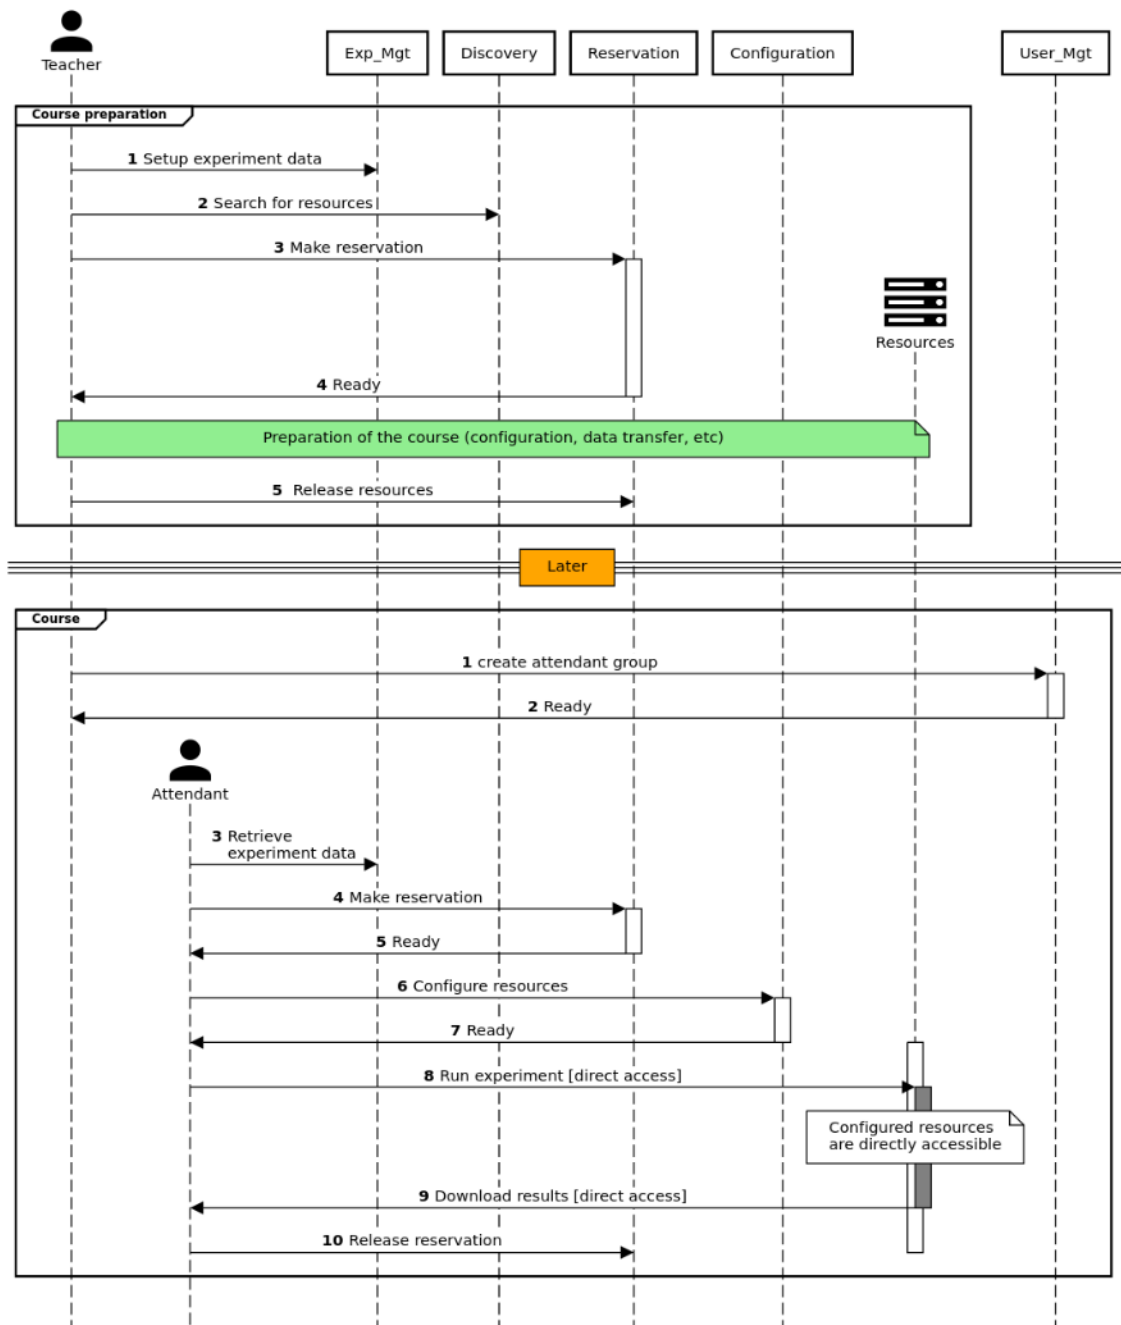 Teacher
Exp_Mgt
Discovery
Reservation
Configuration
User_Mgt
Course preparation
1 Setup experiment data
2 Search for resources
3 Make reservation
Resources
4 Ready
Preparation of the course (configuration, data transfer, etc)
5 Release resources
Later
Course
1 create attendant group
2 Ready
Attendant
3 Retrieve
experiment data
4 Make reservation
5 Ready
6 Configure resources
7 Ready
8 Run experiment [direct access]
Configured resources
are directly accessible
9 Download results [direct access]
10 Release reservation